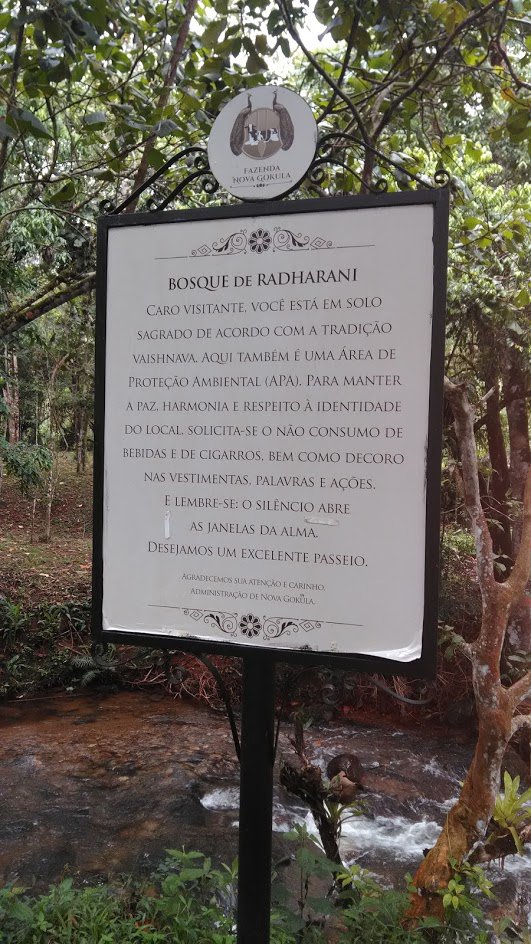 FAZENDA
NOVA GOKULA
BOSQUE DE RADHARANI
CARO VISITANTE, VOCÊ ESTÁ EM SOLO
SAGRADO DE ACORDO COM A TRADIÇÃO
VAISHNAVA. AQUI TAMBÉM É UMA ÁREA DE
PROTEÇÃO AMBIENTAL (APA). PARA MANTER
A PAZ, HARMONIA E RESPEITO À IDENTIDADE
DO LOCAL, SOLICITA-SE O NÃO CONSUMO DE
BEBIDAS E DE CIGARROS, BEM COMO DECORO
NAS VESTIMENTAS, PALAVRAS E AÇÕES.
E LEMBRE-SE: O SILÊNCIO ABRE
AS JANELAS DA ALMA.
DESEJAMOS UM EXCELENTE PASSEIO.
AGRADECEMOS SUA ATENÇÃO E CARINHO,
ADMINISTRAÇÃO DE NOVA GOKULA.